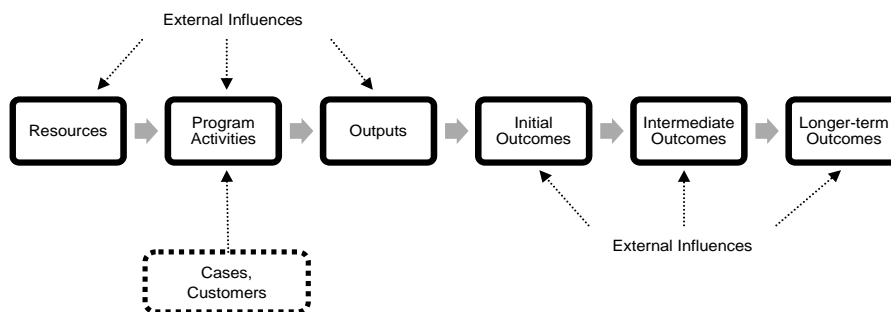 External Influences
Resources
Program
Activities
Outputs
Initial
Outcomes
Intermediate
Outcomes
Longer-term
Outcomes
External Influences
Cases,
Customers